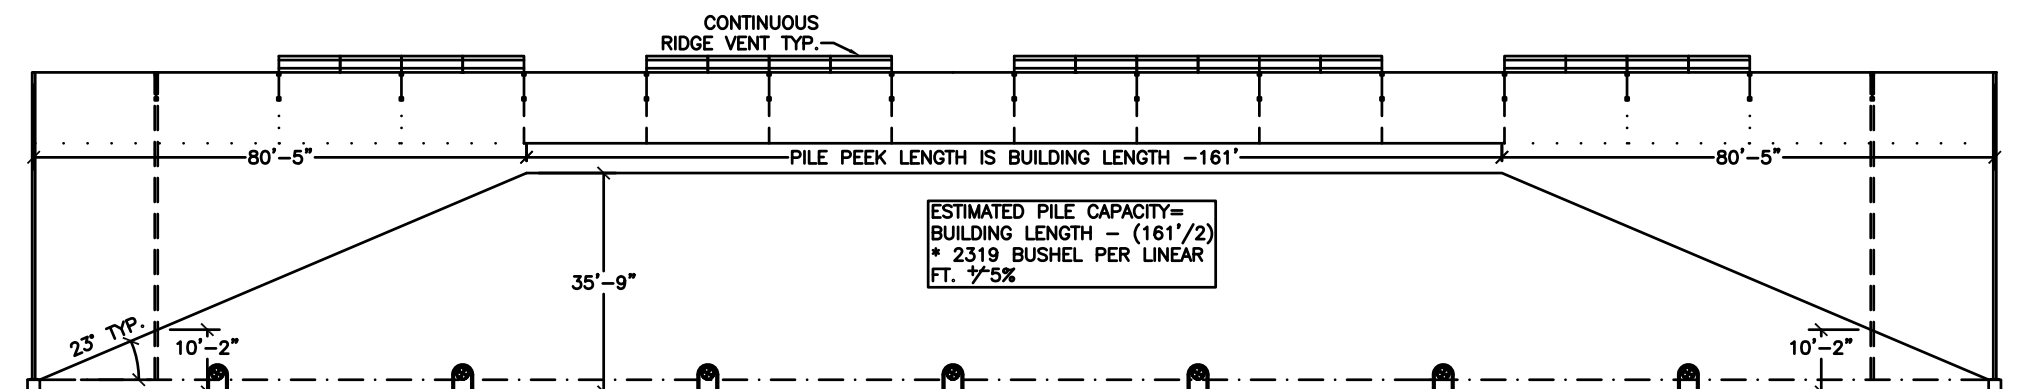 CONTINUOUS
RIDGE VENT TYP.
80'-5"
PILE PEEK LENGTH IS BUILDING LENGTH -161'
80'-5"
ESTIMATED PILE CAPACITY=
BUILDING LENGTH - (161'/2)
* 2319 BUSHEL PER LINEAR
FT. +/-5%
35'-9"
23° TYP.
10'-2"
10'-2"